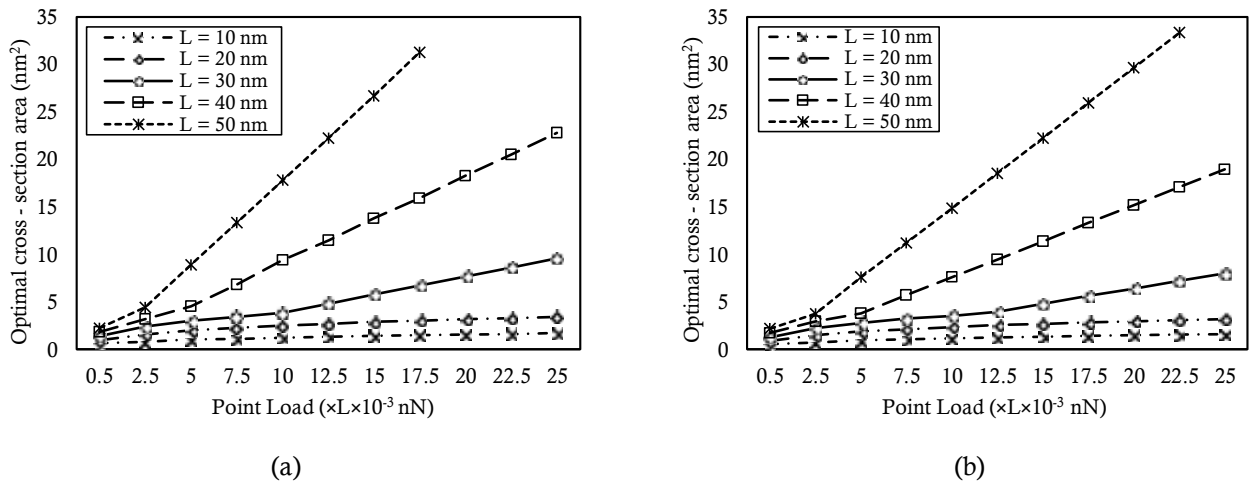 Optimal cross - section area (nm²)
35
30
25
20
15
10
5
0
L = 10 nm
L = 20 nm
L = 30 nm
L = 40 nm
L = 50 nm
0.5 2.5 5 7.5 10 12.5 15 17.5 20 22.5 25
Point Load (×L×10⁻³ nN)
(a)
Optimal cross - section area (nm²)
35
30
25
20
15
10
5
0
L = 10 nm
L = 20 nm
L = 30 nm
L = 40 nm
L = 50 nm
0.5 2.5 5 7.5 10 12.5 15 17.5 20 22.5 25
Point Load (×L×10⁻³ nN)
(b)